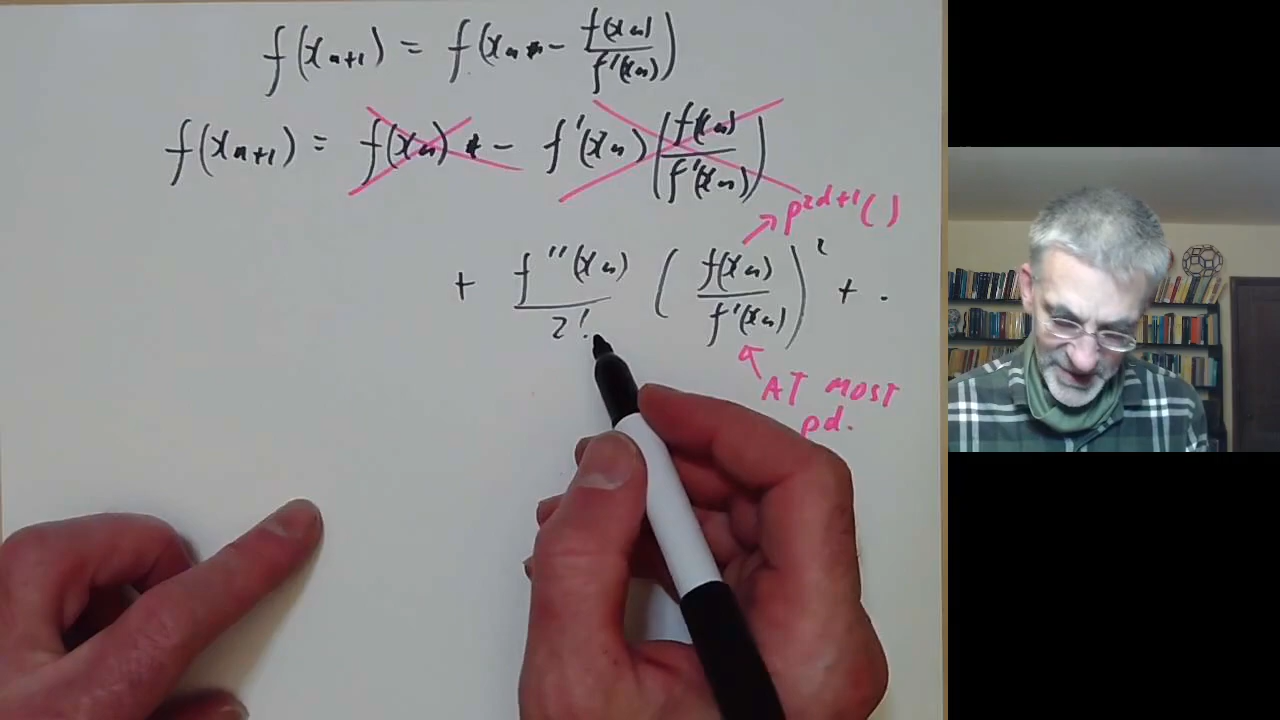 f(xₙ₊₁) = f(xₙ - f(xₙ)/f'(xₙ))
f(xₙ₊₁) = f(xₙ) - f'(xₙ)(f(xₙ)/f'(xₙ))
p^{2d+1}( )
+ f''(xₙ)/2! (f(xₙ)/f'(xₙ))² + .
AT MOST
pd.